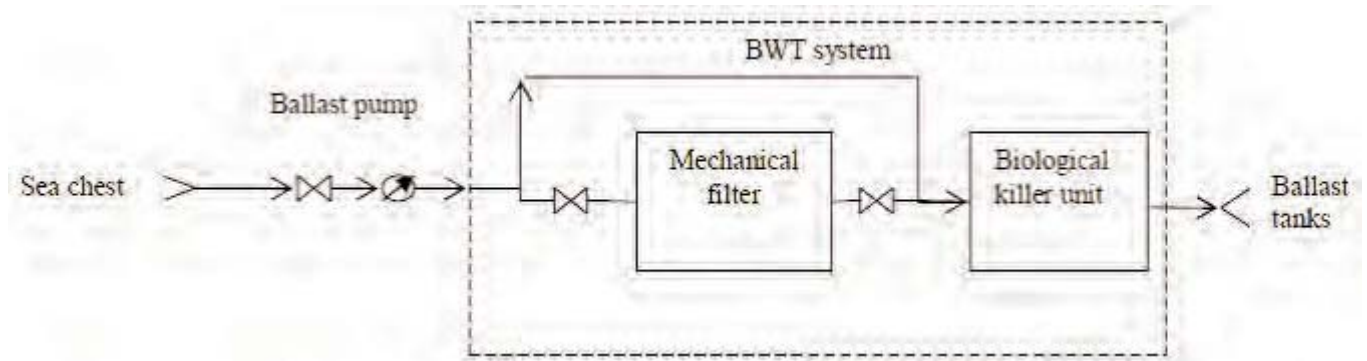 BWT system
Ballast pump
Sea chest
Mechanical
filter
Biological
killer unit
Ballast
tanks